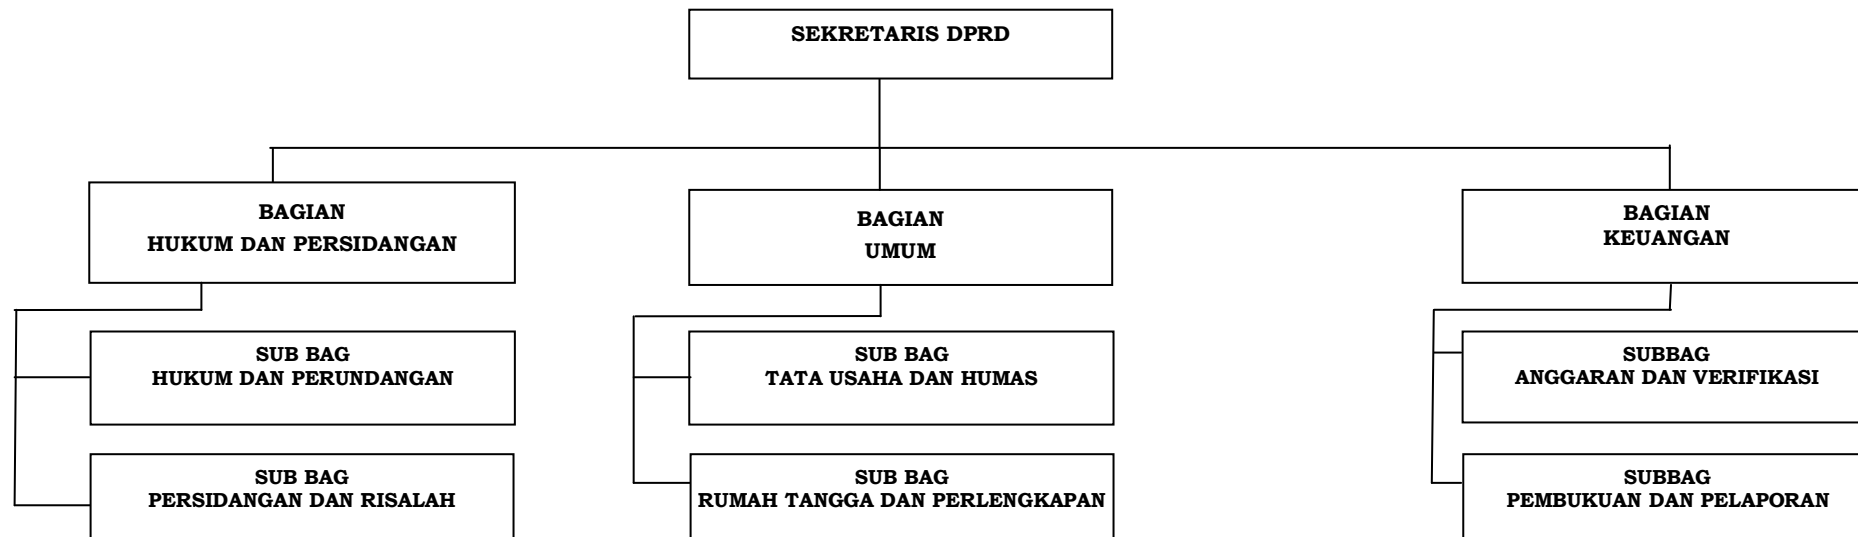 SEKRETARIS DPRD
BAGIAN
HUKUM DAN PERSIDANGAN
BAGIAN
UMUM
BAGIAN
KEUANGAN
SUB BAG
HUKUM DAN PERUNDANGAN
SUB BAG
TATA USAHA DAN HUMAS
SUBBAG
ANGGARAN DAN VERIFIKASI
SUB BAG
PERSIDANGAN DAN RISALAH
SUB BAG
RUMAH TANGGA DAN PERLENGKAPAN
SUBBAG
PEMBUKUAN DAN PELAPORAN